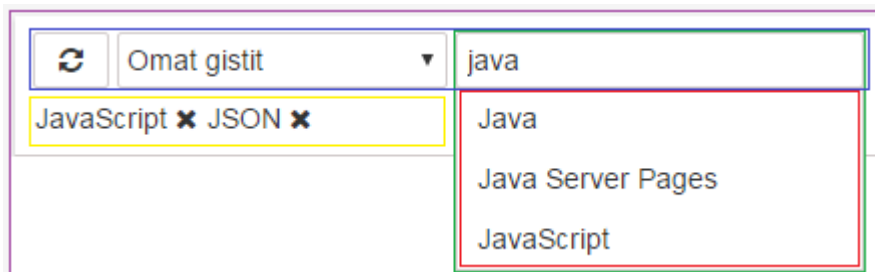 Omat gistit java
JavaScript ✖ JSON ✖
Java
Java Server Pages
JavaScript